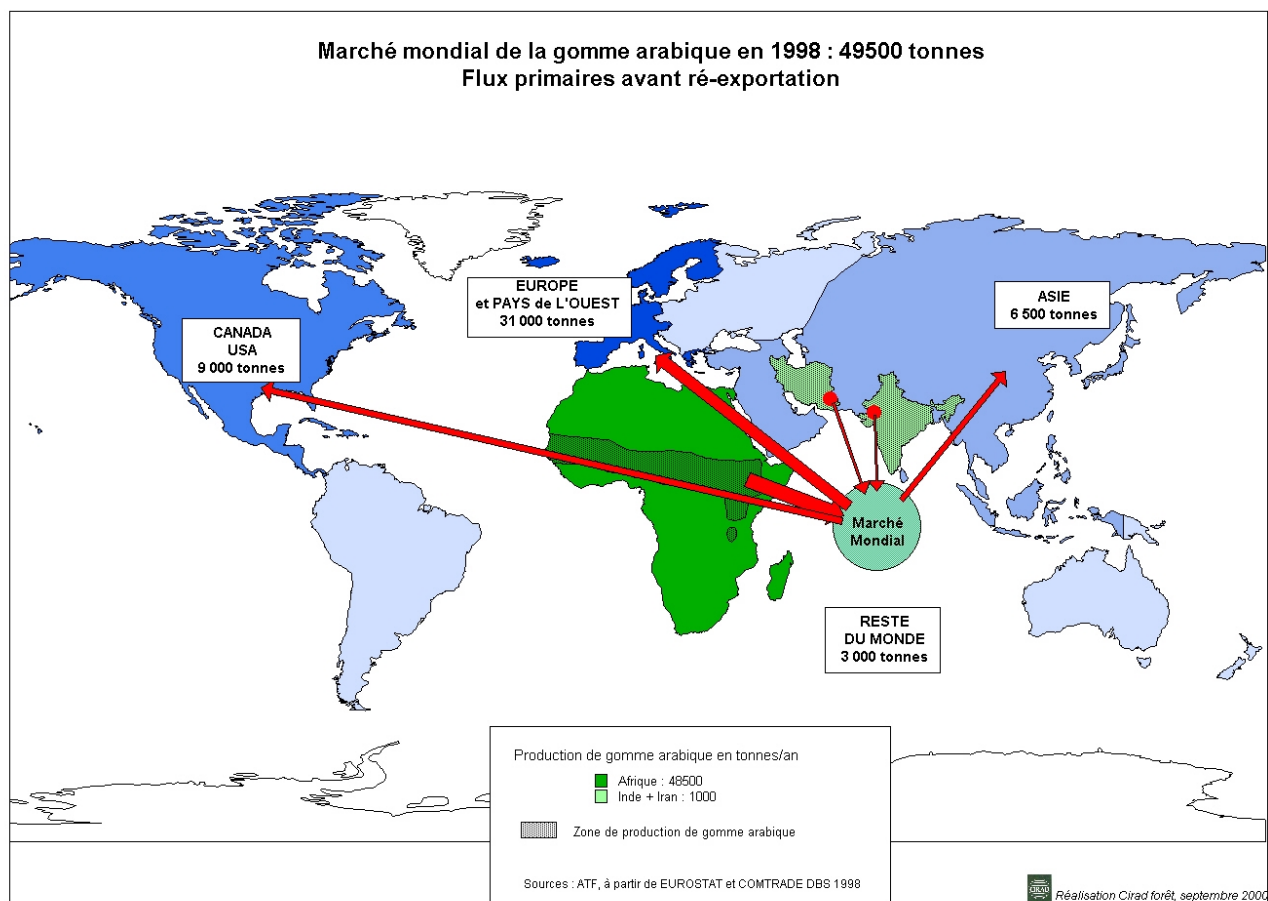 Marché mondial de la gomme arabique en 1998 : 49500 tonnes
Flux primaires avant ré-exportation
EUROPE
et PAYS de L'OUEST
31 000 tonnes
ASIE
6 500 tonnes
CANADA
USA
9 000 tonnes
Marché
Mondial
RESTE
DU MONDE
3 000 tonnes
Production de gomme arabique en tonnes/an
Afrique : 48500
Inde + Iran : 1000
Zone de production de gomme arabique
Sources : ATF, à partir de EUROSTAT et COMTRADE DBS 1998
CIRAD
Réalisation Cirad forêt, septembre 2000